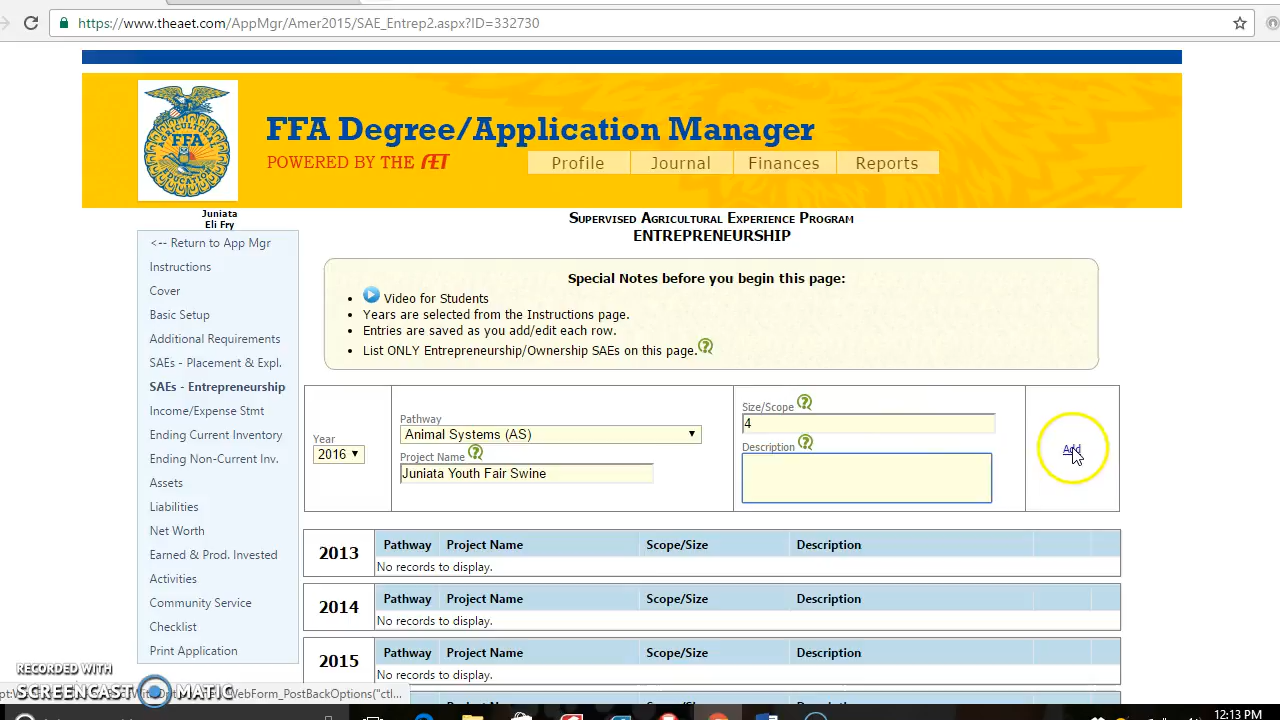 https://www.theaet.com/AppMgr/Amer2015/SAE_Entrep2.aspx?ID=332730
FFA
AGRICULTURAL
EDUCATION
FFA Degree/Application Manager
POWERED BY THE AET
Profile
Journal
Finances
Reports
Juniata
Eli Fry
<-- Return to App Mgr
Instructions
Cover
Basic Setup
Additional Requirements
SAEs - Placement & Expl.
SAEs - Entrepreneurship
Income/Expense Stmt
Ending Current Inventory
Ending Non-Current Inv.
Assets
Liabilities
Net Worth
Earned & Prod. Invested
Activities
Community Service
Checklist
Print Application
SUPERVISED AGRICULTURAL EXPERIENCE PROGRAM
ENTREPRENEURSHIP
Special Notes before you begin this page:
• Video for Students
• Years are selected from the Instructions page.
• Entries are saved as you add/edit each row.
• List ONLY Entrepreneurship/Ownership SAEs on this page.
Year
2016
Pathway
Animal Systems (AS)
Project Name
Juniata Youth Fair Swine
Size/Scope
4
Description
Add
2013 Pathway Project Name Scope/Size Description
No records to display.
2014 Pathway Project Name Scope/Size Description
No records to display.
2015 Pathway Project Name Scope/Size Description
No records to display.
RECORDED WITH
SCREENCAST MATIC
WebForm_PostBackOptions("ctl...
12:13 PM